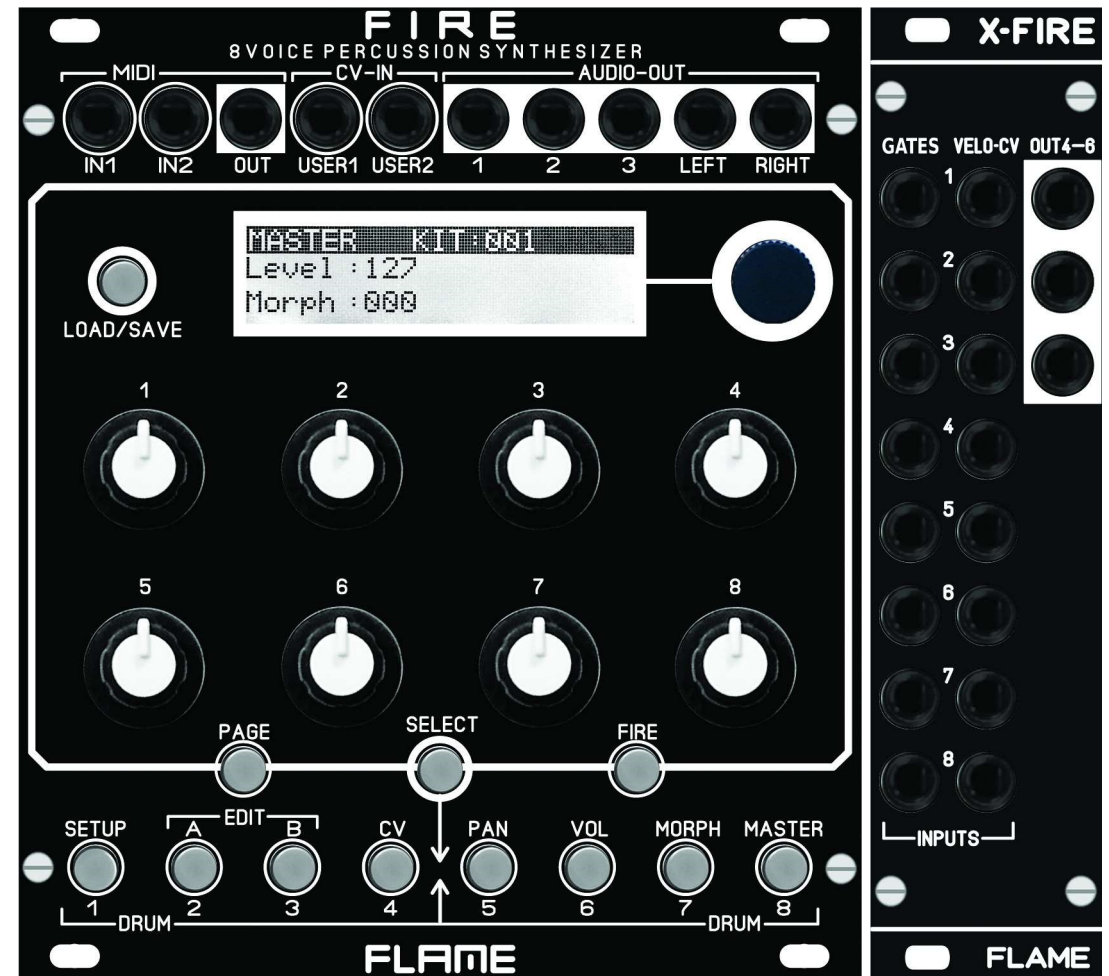 FIRE
8 VOICE PERCUSSION SYNTHESIZER
MIDI CV-IN AUDIO-OUT
IN1 IN2 OUT USER1 USER2 1 2 3 LEFT RIGHT
MASTER KIT:001
Level :127
Morph :000
LOAD/SAVE
1 2 3 4
5 6 7 8
PAGE SELECT FIRE
EDIT
SETUP A B CV PAN VOL MORPH MASTER
1 2 3 4 5 6 7 8
DRUM DRUM
FLAME
X-FIRE
GATES VELO-CV OUT4-6
1
2
3
4
5
6
7
8
INPUTS
FLAME